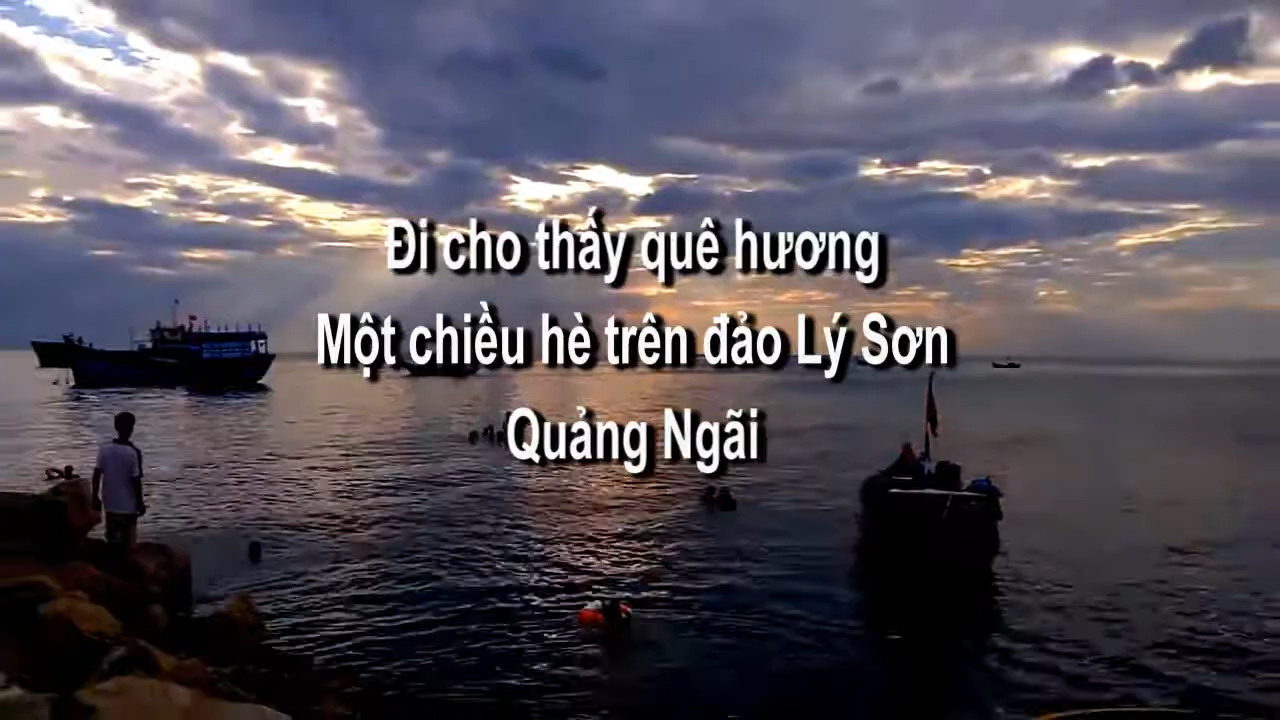 Đi cho thấy quê hương
Một chiều hè trên đảo Lý Sơn
Quảng Ngãi